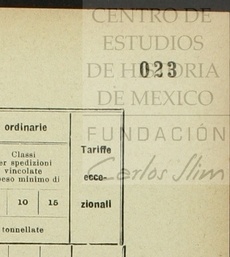 CENTRO DE
ESTUDIOS
DE HISTORIA
023
DE MEXICO
FUNDACIÓN
Carlos Slim
ordinarie
Classi
er spedizioni
vincolate
peso minimo di
10 15
tonnellate
Tariffe
ecce-
zionali